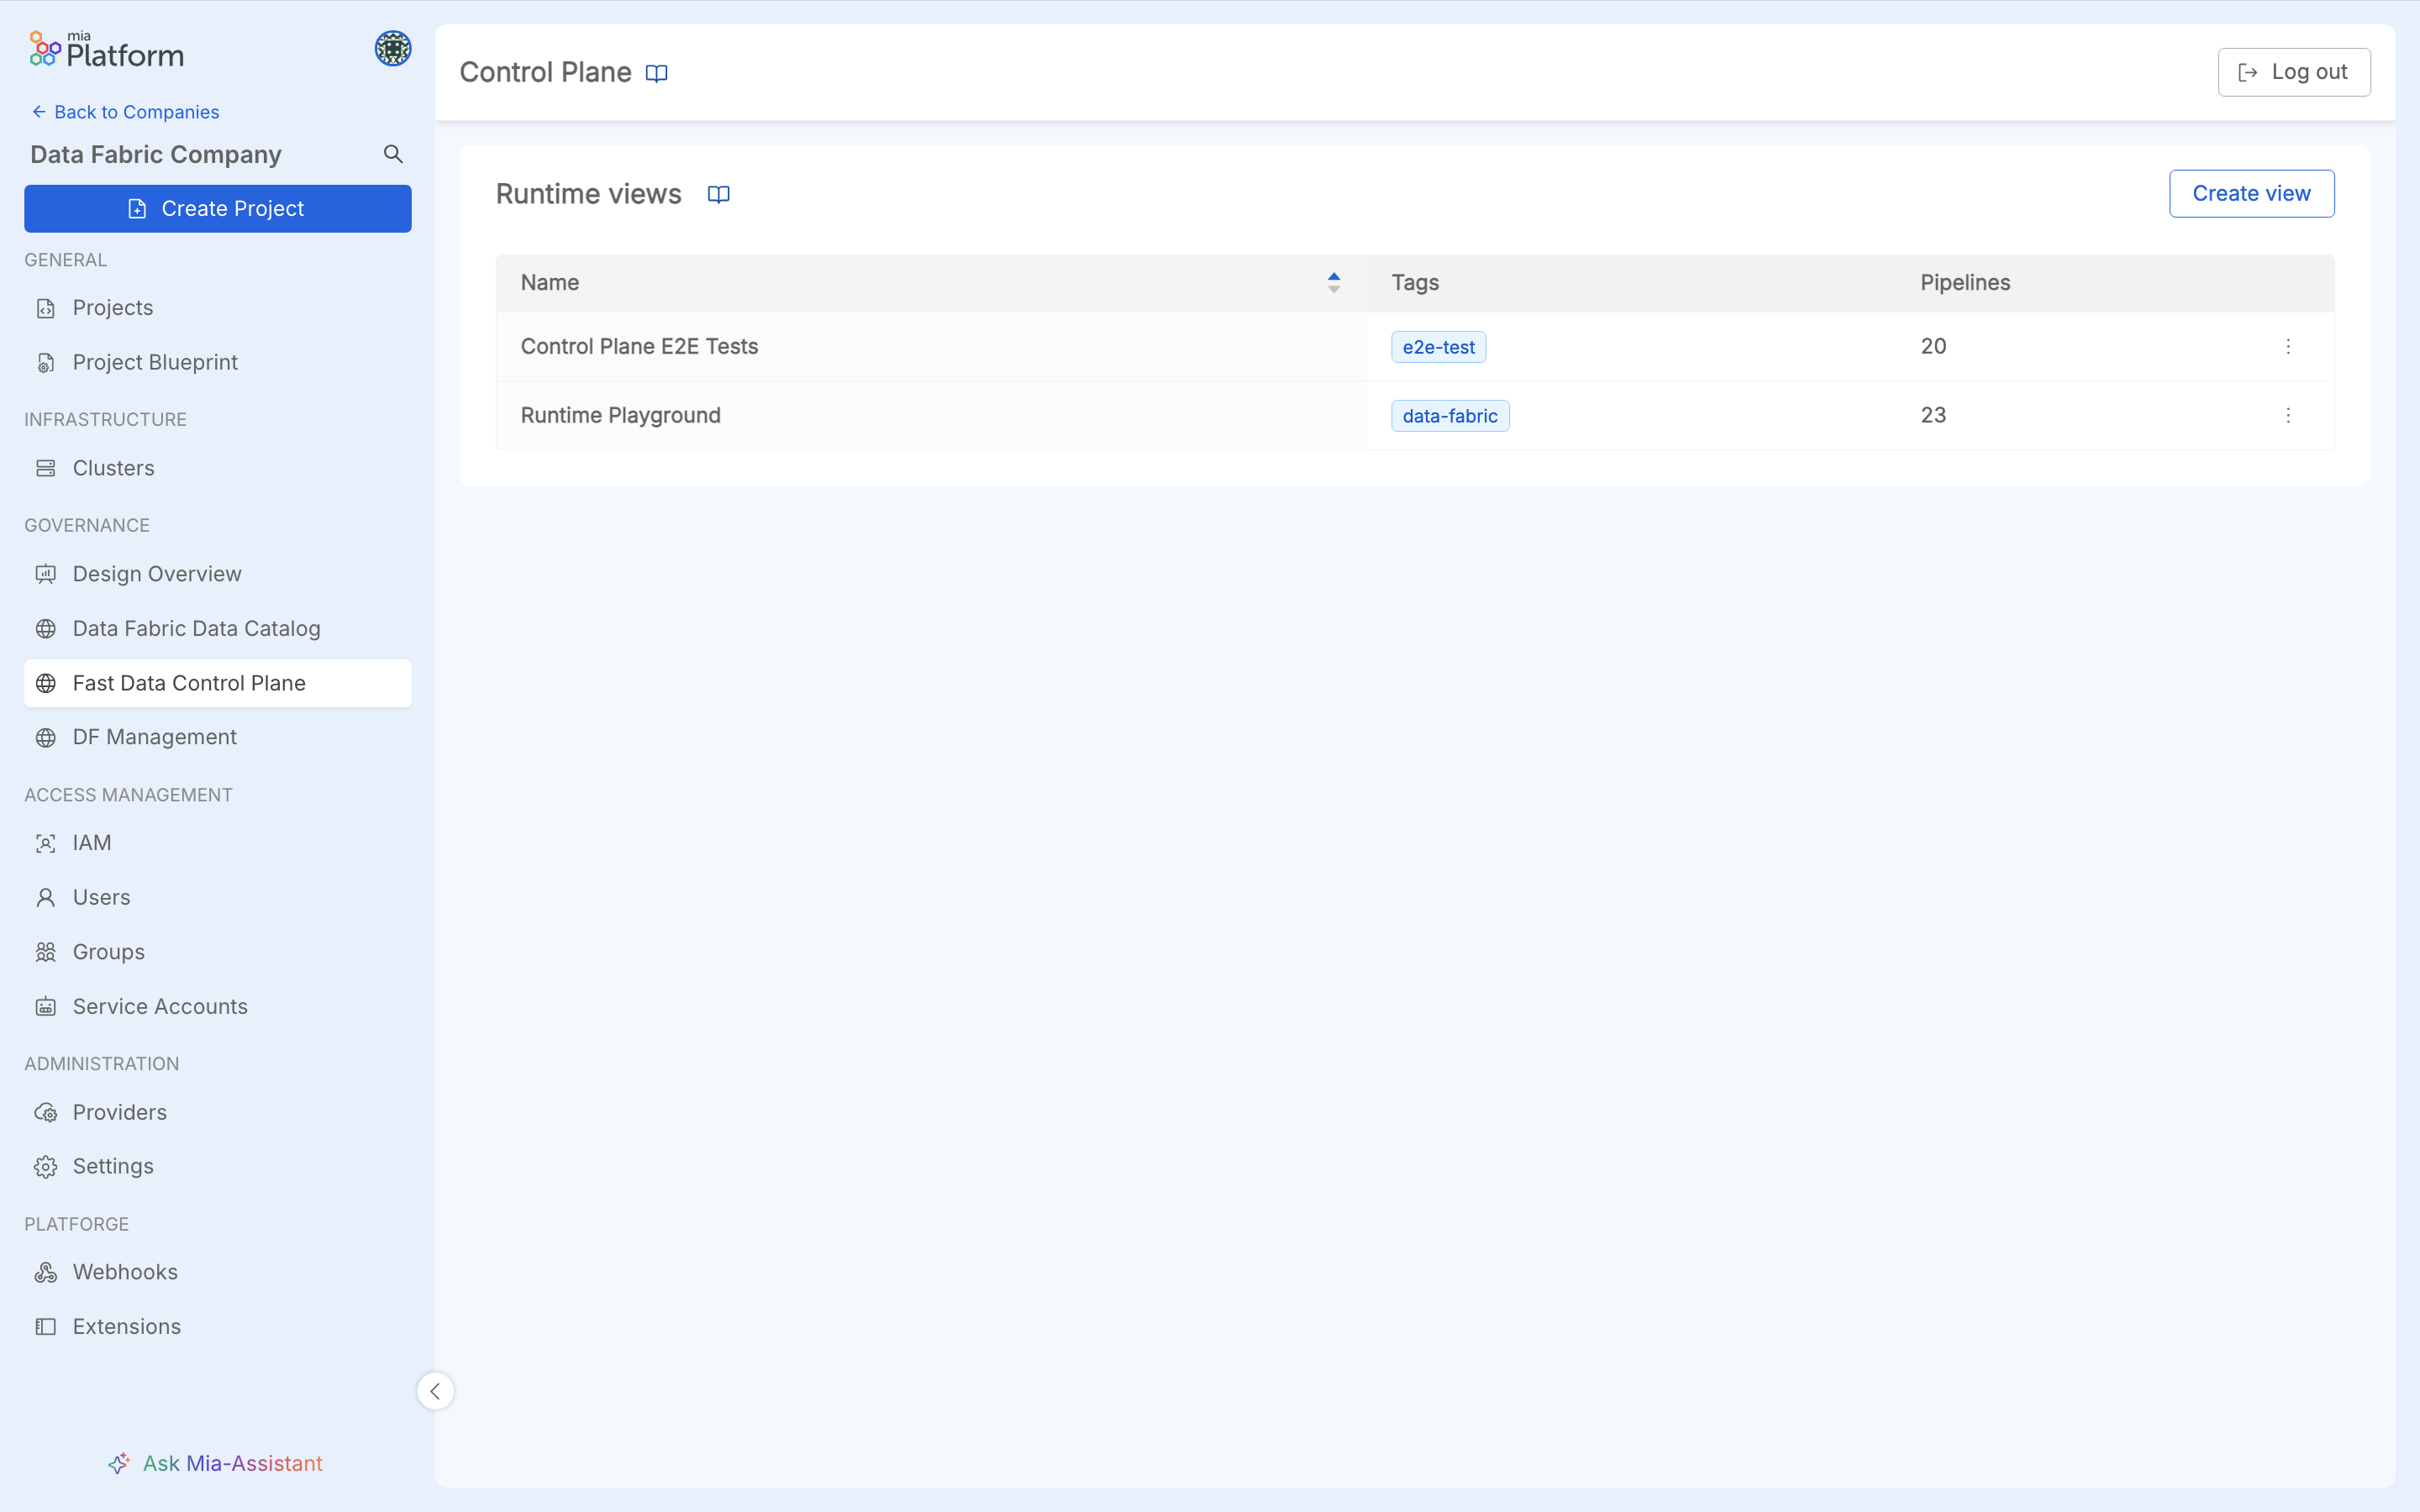 mia
Platform
Back to Companies
Data Fabric Company
Create Project
GENERAL
Projects
Project Blueprint
INFRASTRUCTURE
Clusters
GOVERNANCE
Design Overview
Data Fabric Data Catalog
Fast Data Control Plane
DF Management
ACCESS MANAGEMENT
IAM
Users
Groups
Service Accounts
ADMINISTRATION
Providers
Settings
PLATFORGE
Webhooks
Extensions
Ask Mia-Assistant
Control Plane
Log out
Runtime views
Create view
Name Tags Pipelines
Control Plane E2E Tests e2e-test 20
Runtime Playground data-fabric 23